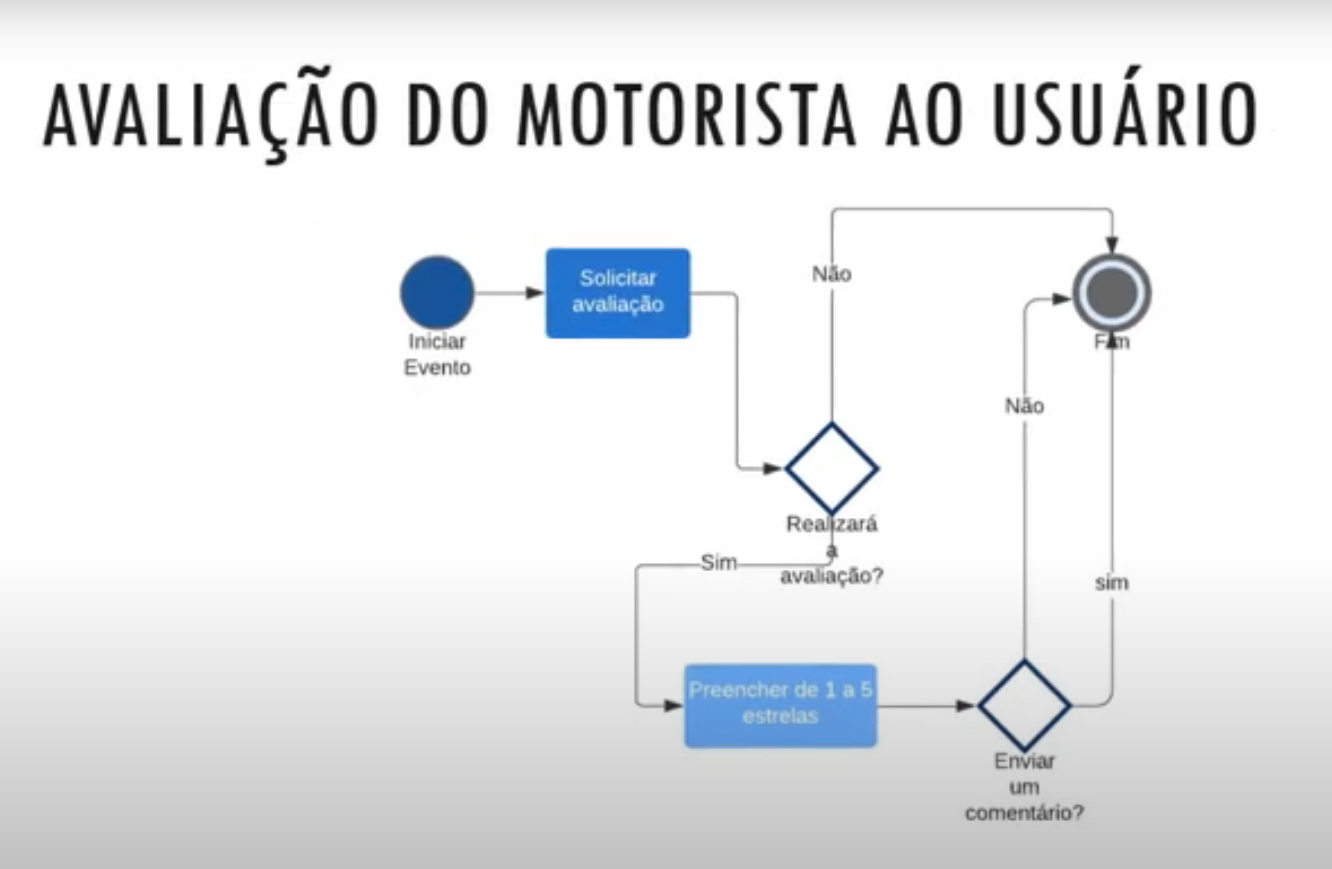 AVALIAÇÃO DO MOTORISTA AO USUÁRIO
Iniciar
Evento
Solicitar
avaliação
Não
Realizará
a
avaliação?
Sim
Preencher de 1 a 5
estrelas
Enviar
um
comentário?
Não
sim
Fim